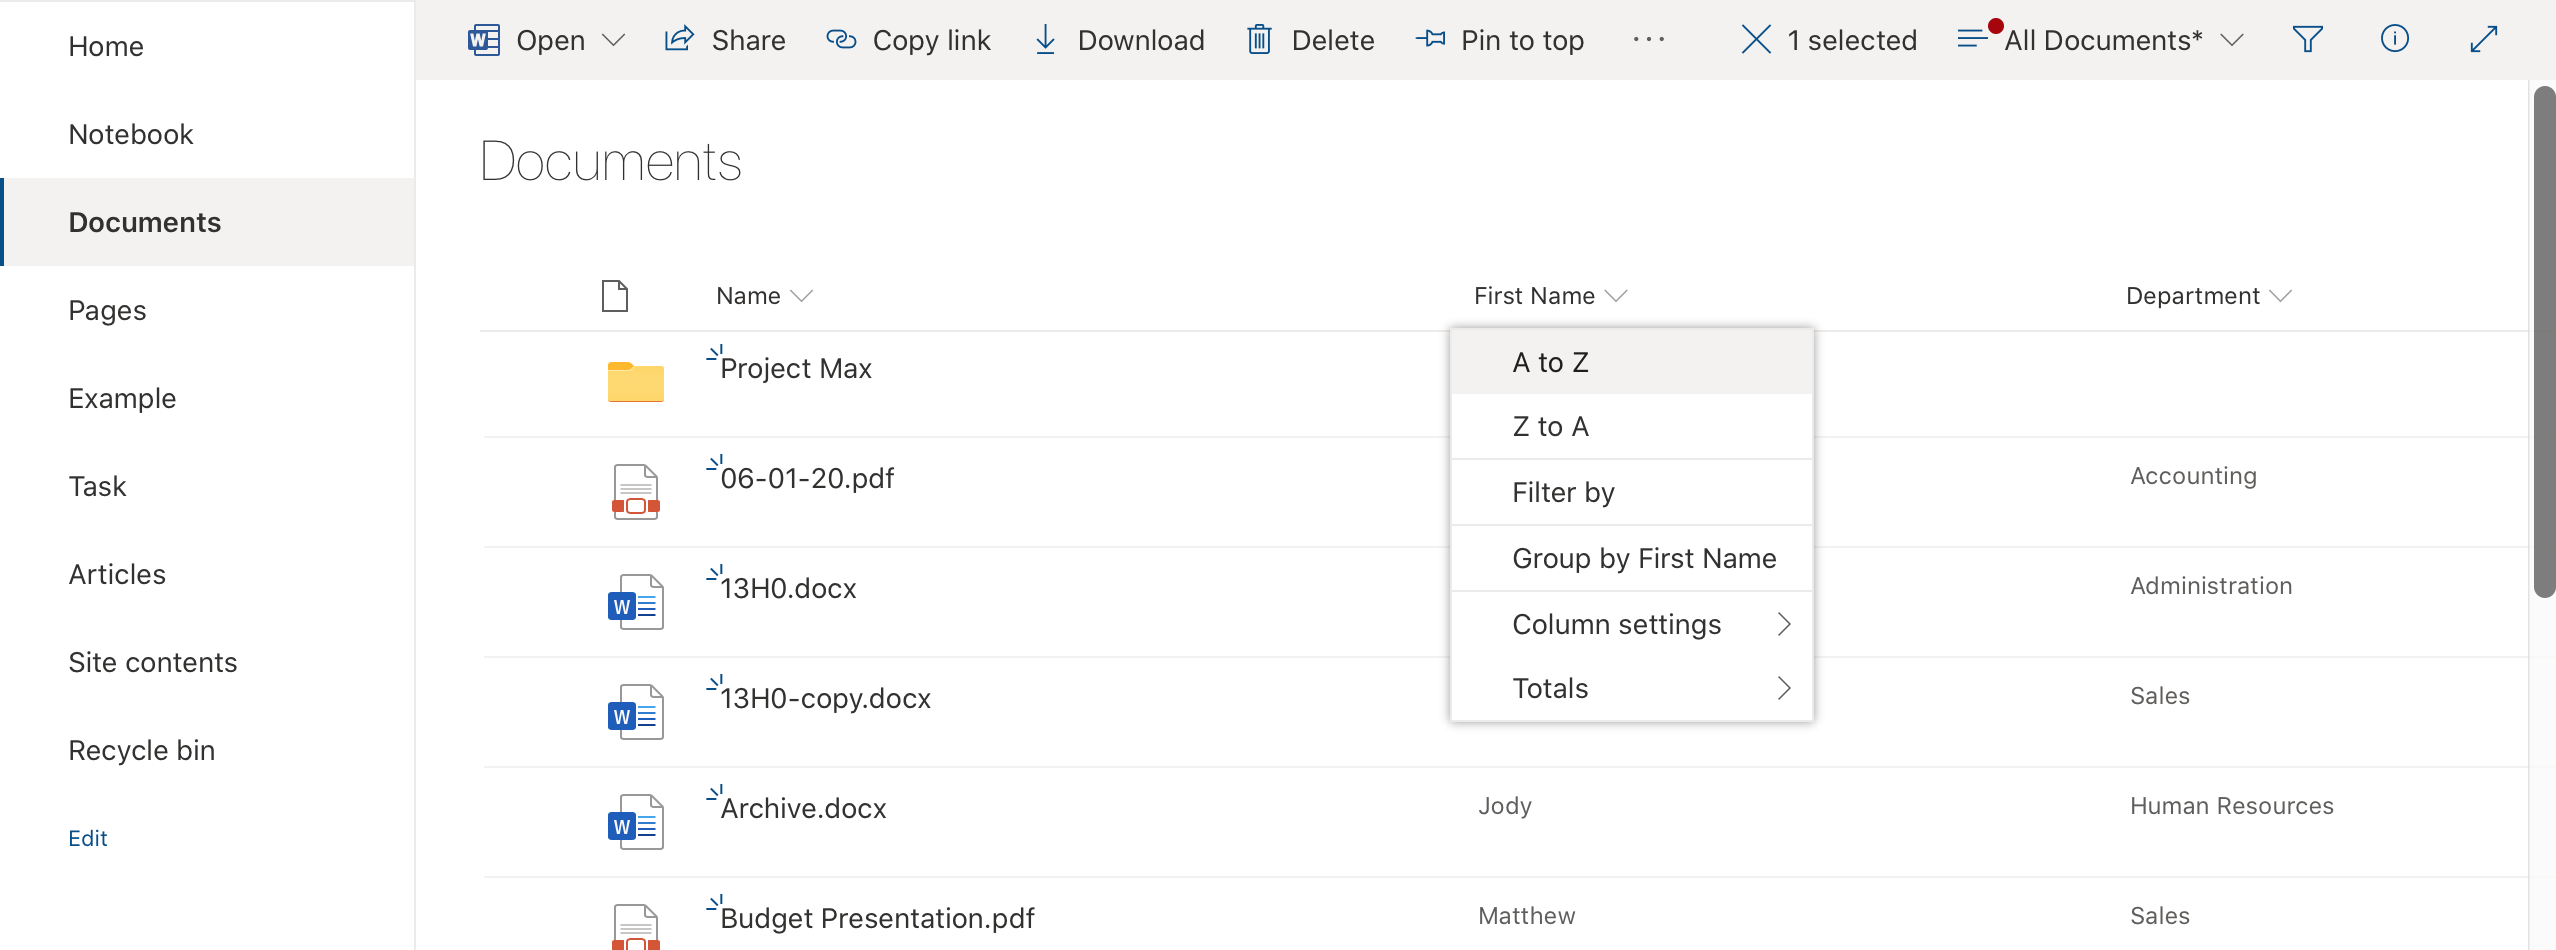 Home
Notebook
Documents
Pages
Example
Task
Articles
Site contents
Recycle bin
Edit
Open Share Copy link Download Delete Pin to top ··· 1 selected All Documents*
Documents
Name First Name Department
Project Max
06-01-20.pdf Accounting
13H0.docx Administration
13H0-copy.docx Sales
Archive.docx Jody Human Resources
Budget Presentation.pdf Matthew Sales
A to Z
Z to A
Filter by
Group by First Name
Column settings
Totals